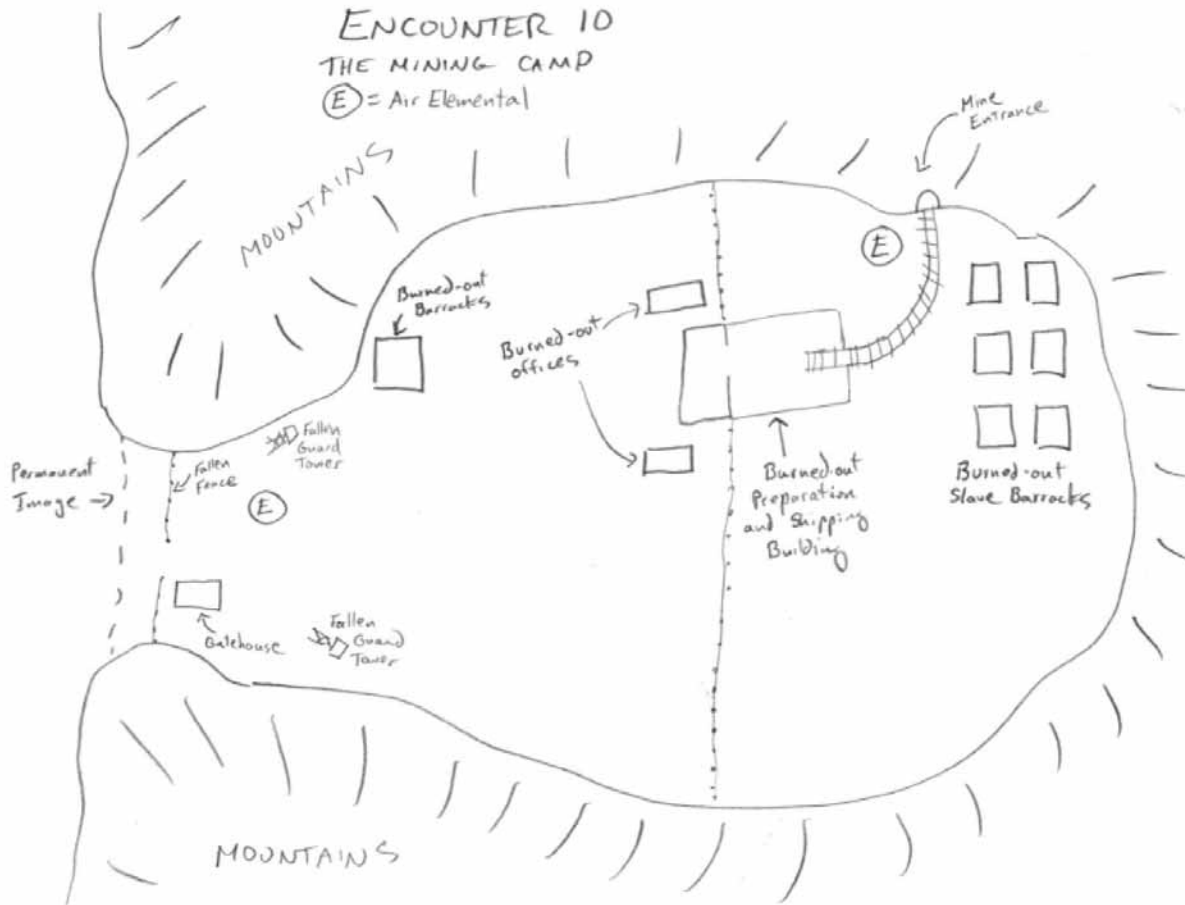 ENCOUNTER 10
THE MINING CAMP
E = Air Elemental
Mine
Entrance
MOUNTAINS
Burned-out
Barracks
Burned-out
offices
Fallen
Guard
Tower
Permanent
Image
Fallen
Fence
E
E
Burned-out
Preparation
and Shipping
Building
Burned-out
Slave Barracks
Gatehouse
Fallen
Guard
Tower
MOUNTAINS